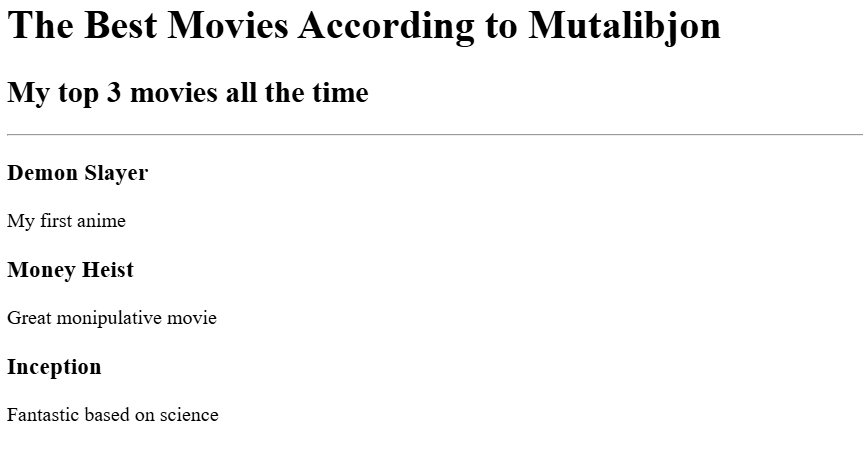 The Best Movies According to Mutalibjon
My top 3 movies all the time
Demon Slayer
My first anime
Money Heist
Great monipulative movie
Inception
Fantastic based on science